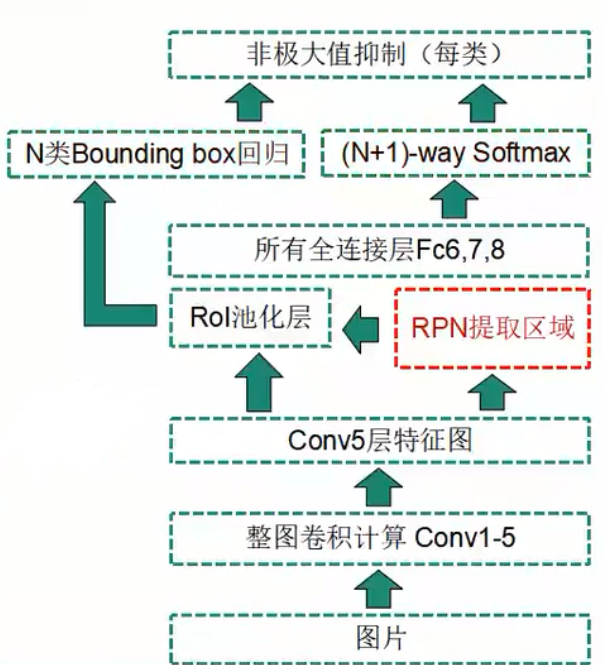 非极大值抑制（每类）
N类Bounding box回归
(N+1)-way Softmax
所有全连接层Fc6,7,8
RoI池化层
RPN提取区域
Conv5层特征图
整图卷积计算 Conv1-5
图片